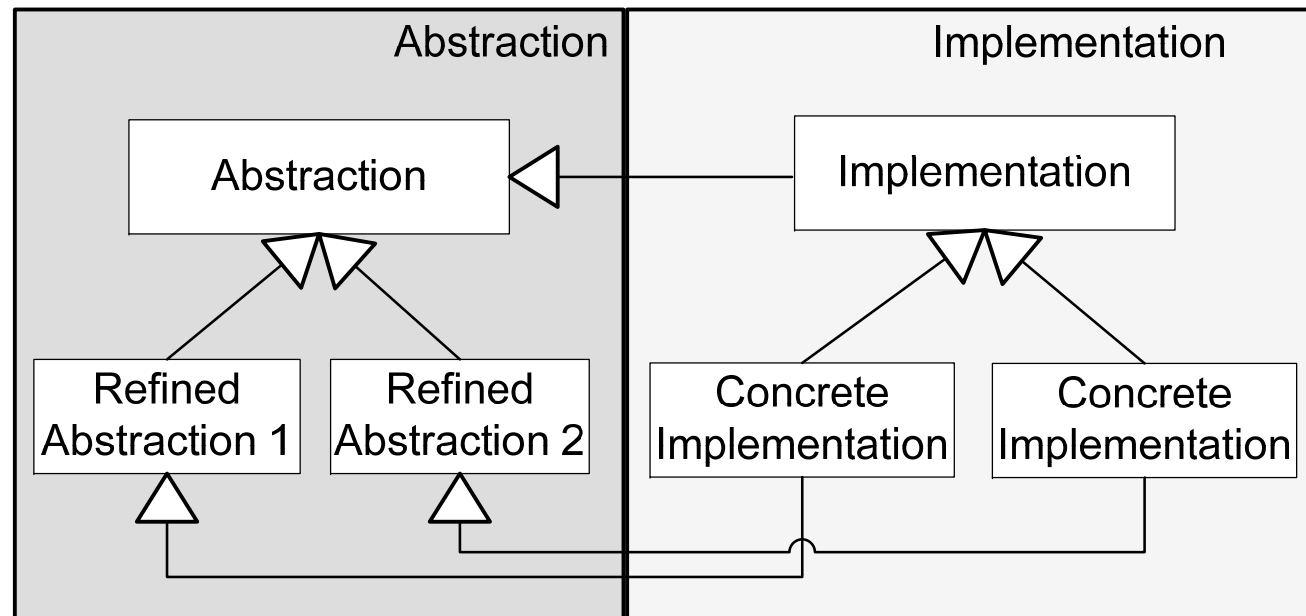 Abstraction
Implementation
Abstraction
Implementation
Refined
Abstraction 1
Refined
Abstraction 2
Concrete
Implementation
Concrete
Implementation